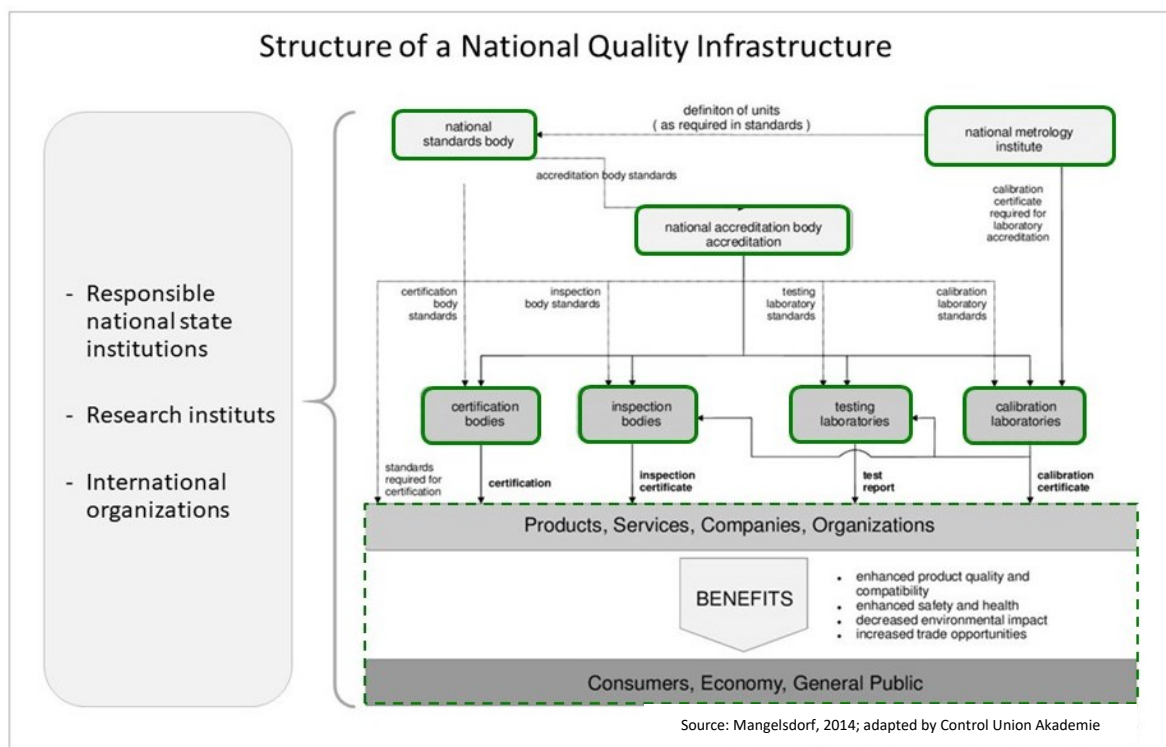 Structure of a National Quality Infrastructure
- Responsible
national state
institutions
- Research instituts
- International
organizations
national
standards body
definiton of units
( as required in standards )
national metrology
institute
accreditation body standards
calibration
certificate
required for
laboratory
accreditation
national accreditation body
accreditation
certification
body
standards
inspection
body standards
testing
laboratory
standards
calibration
laboratory
standards
certification
bodies
inspection
bodies
testing
laboratories
calibration
laboratories
standards
required for
certification
certification
inspection
certificate
test
report
calibration
certificate
Products, Services, Companies, Organizations
BENEFITS
• enhanced product quality and
compatibility
• enhanced safety and health
• decreased environmental impact
• increased trade opportunities
Consumers, Economy, General Public
Source: Mangelsdorf, 2014; adapted by Control Union Akademie